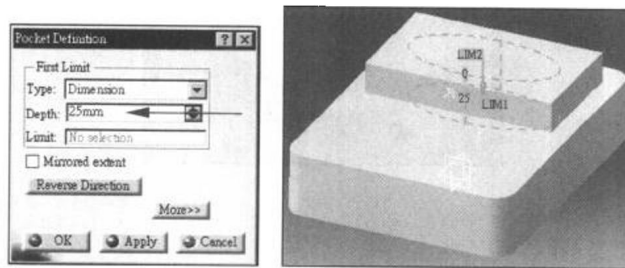 Pocket Definition
? X
First Limit
Type: Dimension
Depth: 25mm
Limit: No selection
Mirrored extent
Reverse Direction
More>>
OK Apply Cancel
LIM2
0
25
LIM1